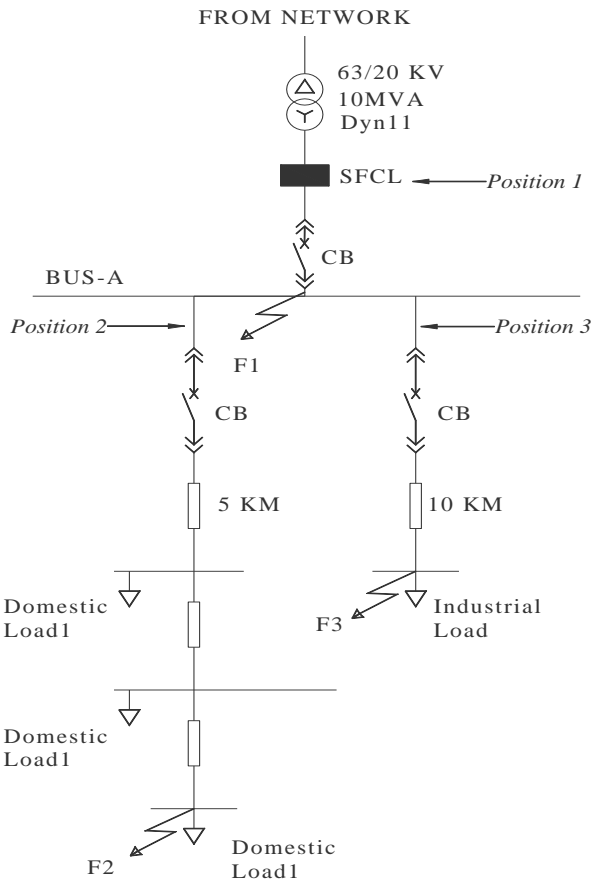 FROM NETWORK
63/20 KV
10MVA
Dyn11
SFCL
Position 1
CB
BUS-A
Position 2
Position 3
F1
CB
CB
5 KM
10 KM
Domestic
Load1
F3
Industrial
Load
Domestic
Load1
F2
Domestic
Load1